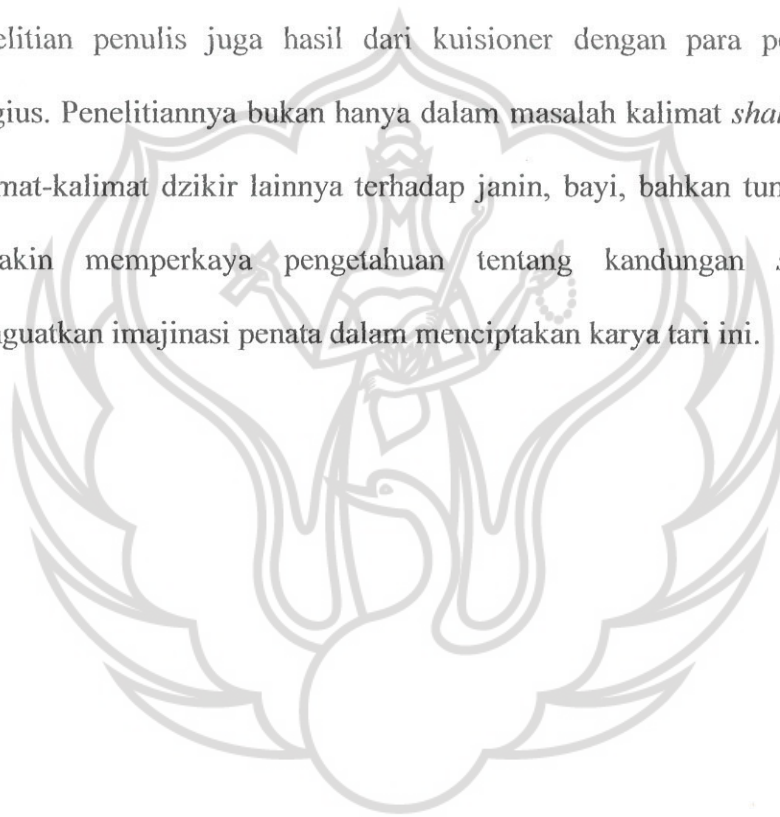 elitian penulis juga hasil dari kuisioner dengan para pe
gius. Penelitiannya bukan hanya dalam masalah kalimat shal
mat-kalimat dzikir lainnya terhadap janin, bayi, bahkan tun
akin memperkaya pengetahuan tentang kandungan s
nguatkan imajinasi penata dalam menciptakan karya tari ini.